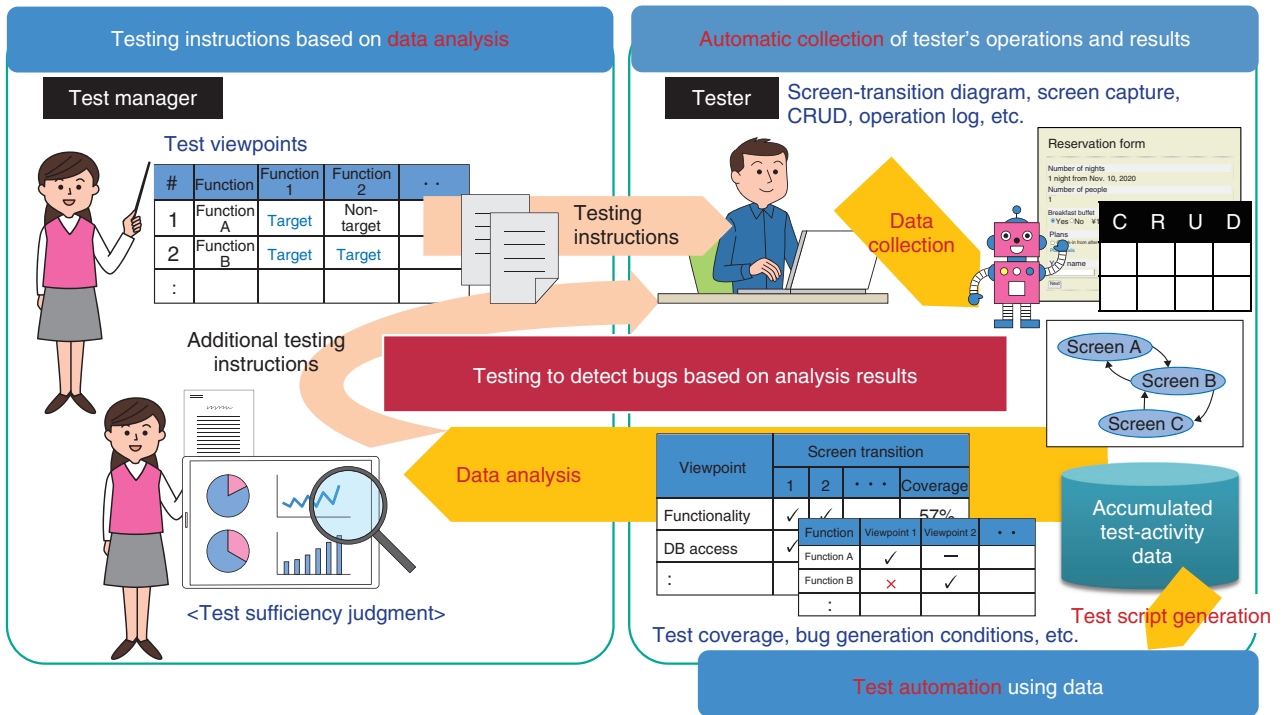 Testing instructions based on data analysis
Automatic collection of tester's operations and results
Test manager
Test viewpoints
# Function Function 1 Function 2 ・・
1 Function A Target Non-target
2 Function B Target Target
:
Testing
instructions
Tester
Screen-transition diagram, screen capture,
CRUD, operation log, etc.
Data
collection
Reservation form
Number of nights
1 night from Nov. 10, 2020
Number of people
1
Breakfast buffet
Yes No
Plans
name
Next
C R U D
Screen A
Screen B
Screen C
Additional testing
instructions
Testing to detect bugs based on analysis results
Data analysis
Viewpoint Screen transition
1 2 ・・・ Coverage
Functionality ✓ ✓ 57%
DB access ✓
:
Function Viewpoint 1 Viewpoint 2 ・・
Function A ✓ —
Function B × ✓
:
Accumulated
test-activity
data
<Test sufficiency judgment>
Test coverage, bug generation conditions, etc.
Test script generation
Test automation using data